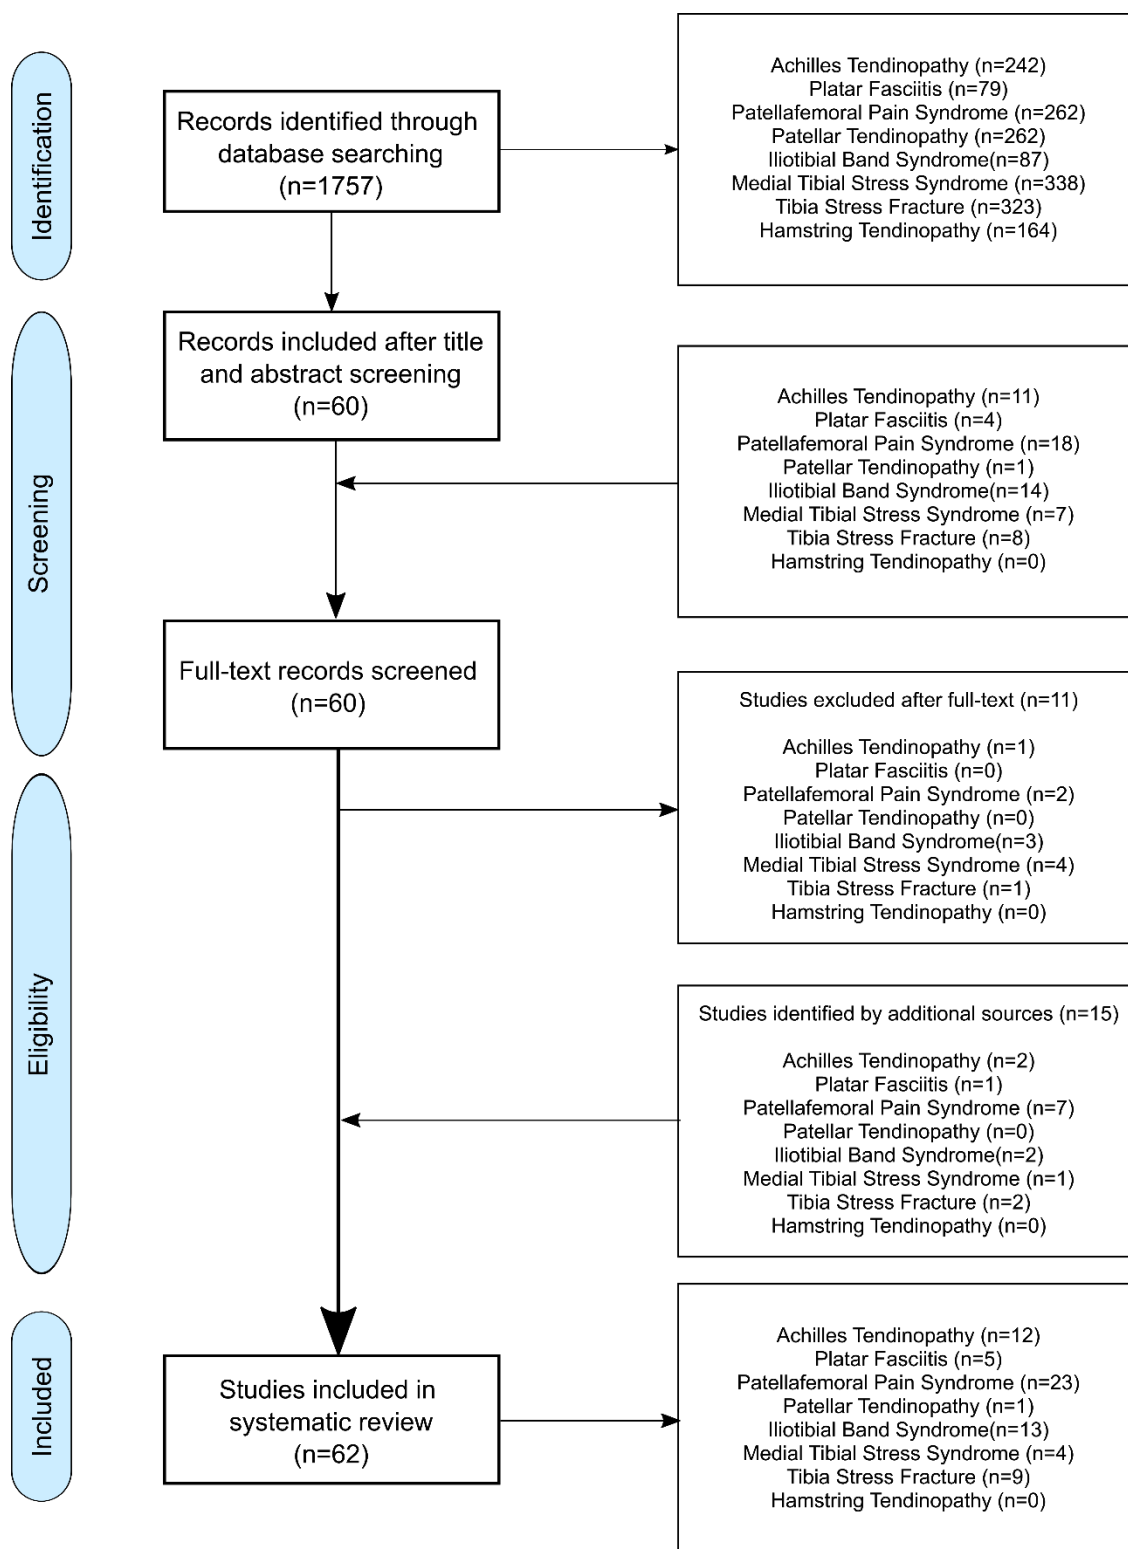 Identification
Records identified through
database searching
(n=1757)
Achilles Tendinopathy (n=242)
Platar Fasciitis (n=79)
Patellafemoral Pain Syndrome (n=262)
Patellar Tendinopathy (n=262)
Iliotibial Band Syndrome(n=87)
Medial Tibial Stress Syndrome (n=338)
Tibia Stress Fracture (n=323)
Hamstring Tendinopathy (n=164)
Screening
Records included after title
and abstract screening
(n=60)
Achilles Tendinopathy (n=11)
Platar Fasciitis (n=4)
Patellafemoral Pain Syndrome (n=18)
Patellar Tendinopathy (n=1)
Iliotibial Band Syndrome(n=14)
Medial Tibial Stress Syndrome (n=7)
Tibia Stress Fracture (n=8)
Hamstring Tendinopathy (n=0)
Full-text records screened
(n=60)
Studies excluded after full-text (n=11)
Achilles Tendinopathy (n=1)
Platar Fasciitis (n=0)
Patellafemoral Pain Syndrome (n=2)
Patellar Tendinopathy (n=0)
Iliotibial Band Syndrome(n=3)
Medial Tibial Stress Syndrome (n=4)
Tibia Stress Fracture (n=1)
Hamstring Tendinopathy (n=0)
Eligibility
Studies identified by additional sources (n=15)
Achilles Tendinopathy (n=2)
Platar Fasciitis (n=1)
Patellafemoral Pain Syndrome (n=7)
Patellar Tendinopathy (n=0)
Iliotibial Band Syndrome(n=2)
Medial Tibial Stress Syndrome (n=1)
Tibia Stress Fracture (n=2)
Hamstring Tendinopathy (n=0)
Included
Studies included in
systematic review
(n=62)
Achilles Tendinopathy (n=12)
Platar Fasciitis (n=5)
Patellafemoral Pain Syndrome (n=23)
Patellar Tendinopathy (n=1)
Iliotibial Band Syndrome(n=13)
Medial Tibial Stress Syndrome (n=4)
Tibia Stress Fracture (n=9)
Hamstring Tendinopathy (n=0)